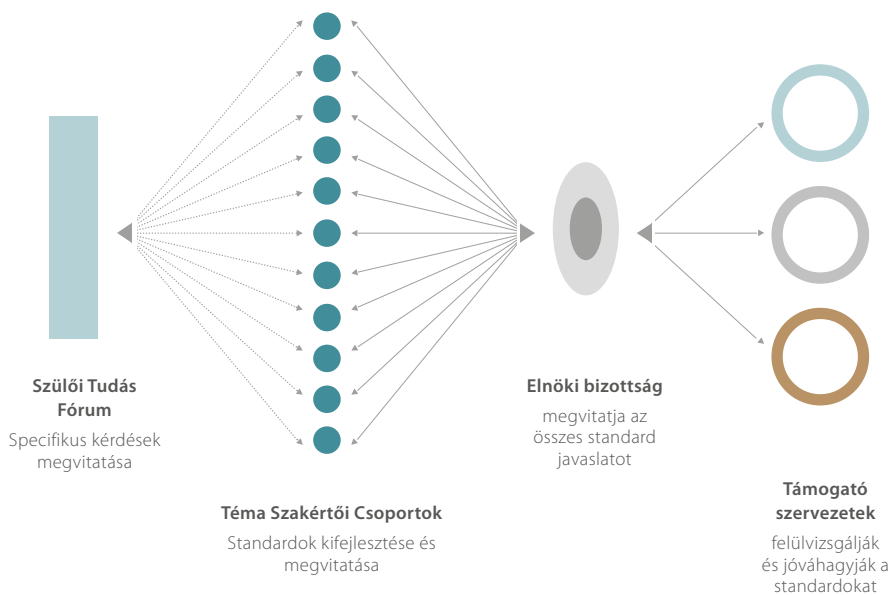 Szülői Tudás
Fórum
Specifikus kérdések
megvitatása
Téma Szakértői Csoportok
Standardok kifejlesztése és
megvitatása
Elnöki bizottság
megvitatja az
összes standard
javaslatot
Támogató
szervezetek
felülvizsgálják
és jóváhagyják a
standardokat